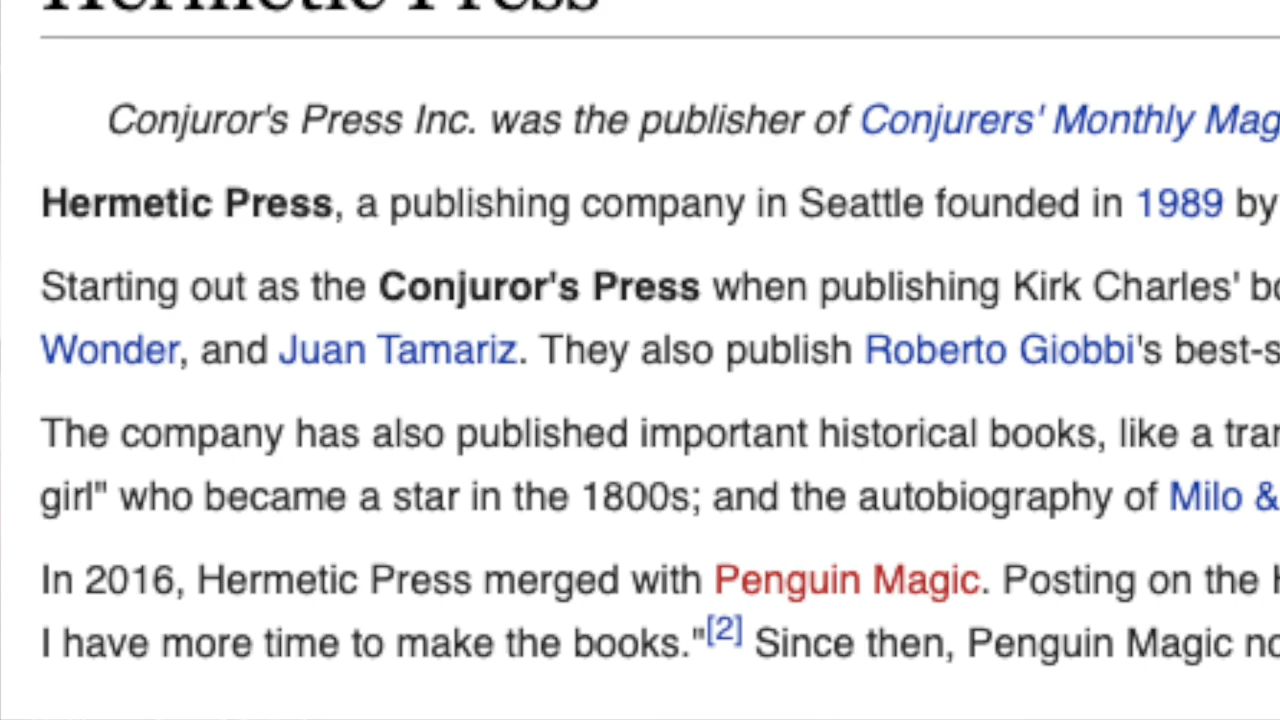 Hermetic Press
Conjuror's Press Inc. was the publisher of Conjurers' Monthly Mag
Hermetic Press, a publishing company in Seattle founded in 1989 by
Starting out as the Conjuror's Press when publishing Kirk Charles' bo
Wonder, and Juan Tamariz. They also publish Roberto Giobbi's best-s
The company has also published important historical books, like a tran
girl" who became a star in the 1800s; and the autobiography of Milo &
In 2016, Hermetic Press merged with Penguin Magic. Posting on the
I have more time to make the books."[2] Since then, Penguin Magic no